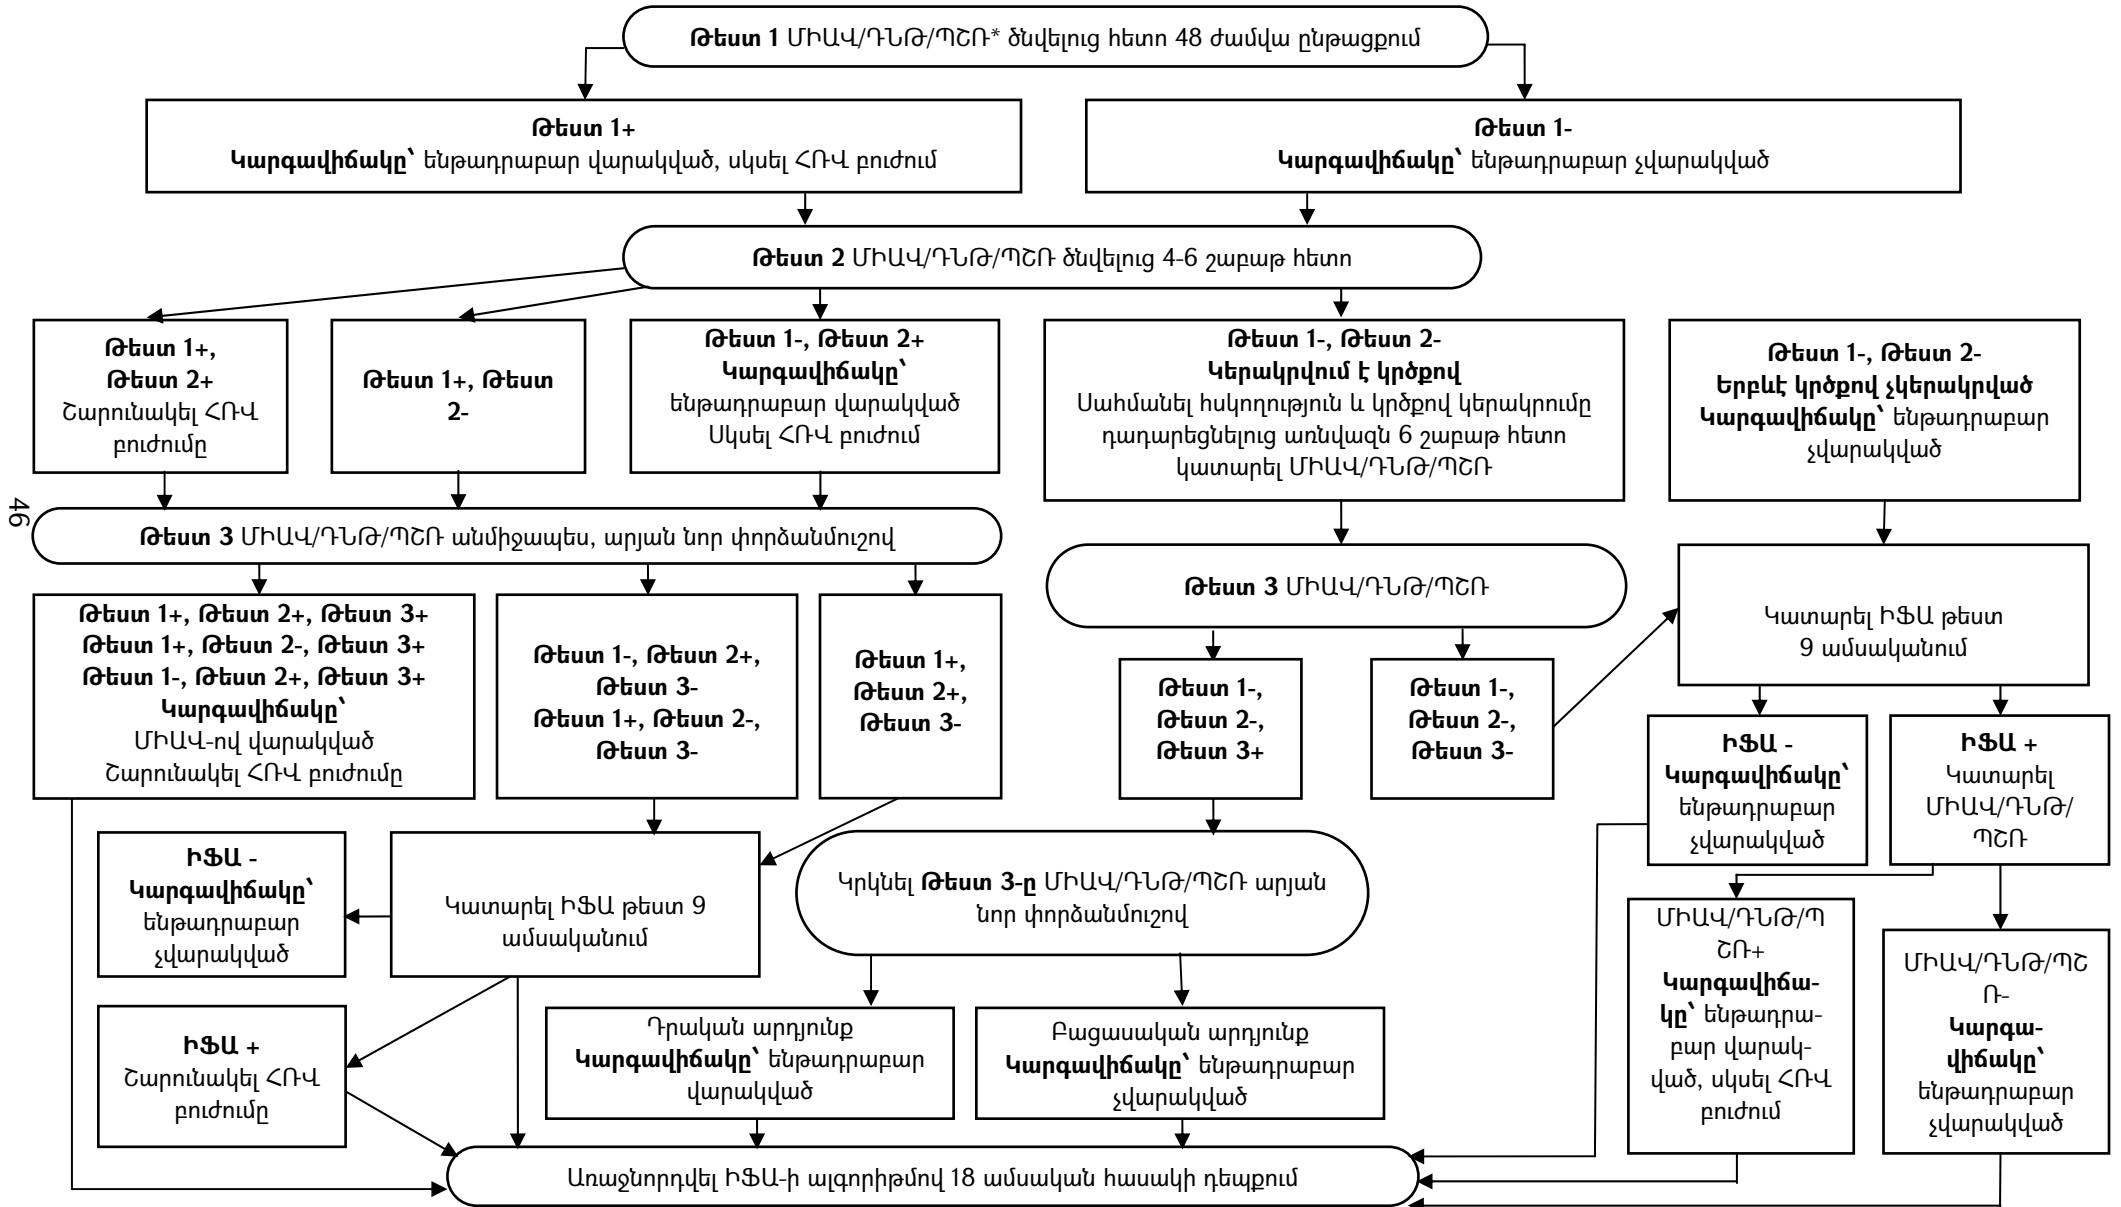 Թեստ 1 ՄԻԱՎ/ԴՆԹ/ՊՇՌ* ծնվելուց հետո 48 ժամվա ընթացքում
Թեստ 1+
Կարգավիճակը՝ ենթադրաբար վարակված, սկսել ՀՌՎ բուժում
Թեստ 1-
Կարգավիճակը՝ ենթադրաբար չվարակված
Թեստ 2 ՄԻԱՎ/ԴՆԹ/ՊՇՌ ծնվելուց 4-6 շաբաթ հետո
Թեստ 1+,
Թեստ 2+
Շարունակել ՀՌՎ
բուժումը
Թեստ 1+, Թեստ
2-
Թեստ 1-, Թեստ 2+
Կարգավիճակը՝
ենթադրաբար վարակված
Սկսել ՀՌՎ բուժում
Թեստ 1-, Թեստ 2-
Կերակրվում է կրծքով
Սահմանել հսկողություն և կրծքով կերակրումը
դադարեցնելուց առնվազն 6 շաբաթ հետո
կատարել ՄԻԱՎ/ԴՆԹ/ՊՇՌ
Թեստ 1-, Թեստ 2-
Երբևէ կրծքով չկերակրված
Կարգավիճակը՝ ենթադրաբար
չվարակված
46
Թեստ 3 ՄԻԱՎ/ԴՆԹ/ՊՇՌ անմիջապես, արյան նոր փորձանմուշով
Թեստ 3 ՄԻԱՎ/ԴՆԹ/ՊՇՌ
Կատարել ԻՖԱ թեստ
9 ամսականում
Թեստ 1+, Թեստ 2+, Թեստ 3+
Թեստ 1+, Թեստ 2-, Թեստ 3+
Թեստ 1-, Թեստ 2+, Թեստ 3+
Կարգավիճակը՝
ՄԻԱՎ-ով վարակված
Շարունակել ՀՌՎ բուժումը
Թեստ 1-, Թեստ 2+,
Թեստ 3-
Թեստ 1+, Թեստ 2-,
Թեստ 3-
Թեստ 1+,
Թեստ 2+,
Թեստ 3-
Թեստ 1-,
Թեստ 2-,
Թեստ 3+
Թեստ 1-,
Թեստ 2-,
Թեստ 3-
ԻՖԱ -
Կարգավիճակը՝
ենթադրաբար
չվարակված
ԻՖԱ +
Կատարել
ՄԻԱՎ/ԴՆԹ/
ՊՇՌ
ԻՖԱ -
Կարգավիճակը՝
ենթադրաբար
չվարակված
Կատարել ԻՖԱ թեստ 9
ամսականում
Կրկնել Թեստ 3-ը ՄԻԱՎ/ԴՆԹ/ՊՇՌ արյան
նոր փորձանմուշով
ՄԻԱՎ/ԴՆԹ/Պ
ՇՌ+
Կարգավիճա-
կը՝ ենթադրա-
բար վարակ-
ված, սկսել ՀՌՎ
բուժում
ՄԻԱՎ/ԴՆԹ/ՊՇ
Ռ-
Կարգա-
վիճակը՝
ենթադրաբար
չվարակված
ԻՖԱ +
Շարունակել ՀՌՎ
բուժումը
Դրական արդյունք
Կարգավիճակը՝ ենթադրաբար
վարակված
Բացասական արդյունք
Կարգավիճակը՝ ենթադրաբար
չվարակված
Առաջնորդվել ԻՖԱ-ի ալգորիթմով 18 ամսական հասակի դեպքում